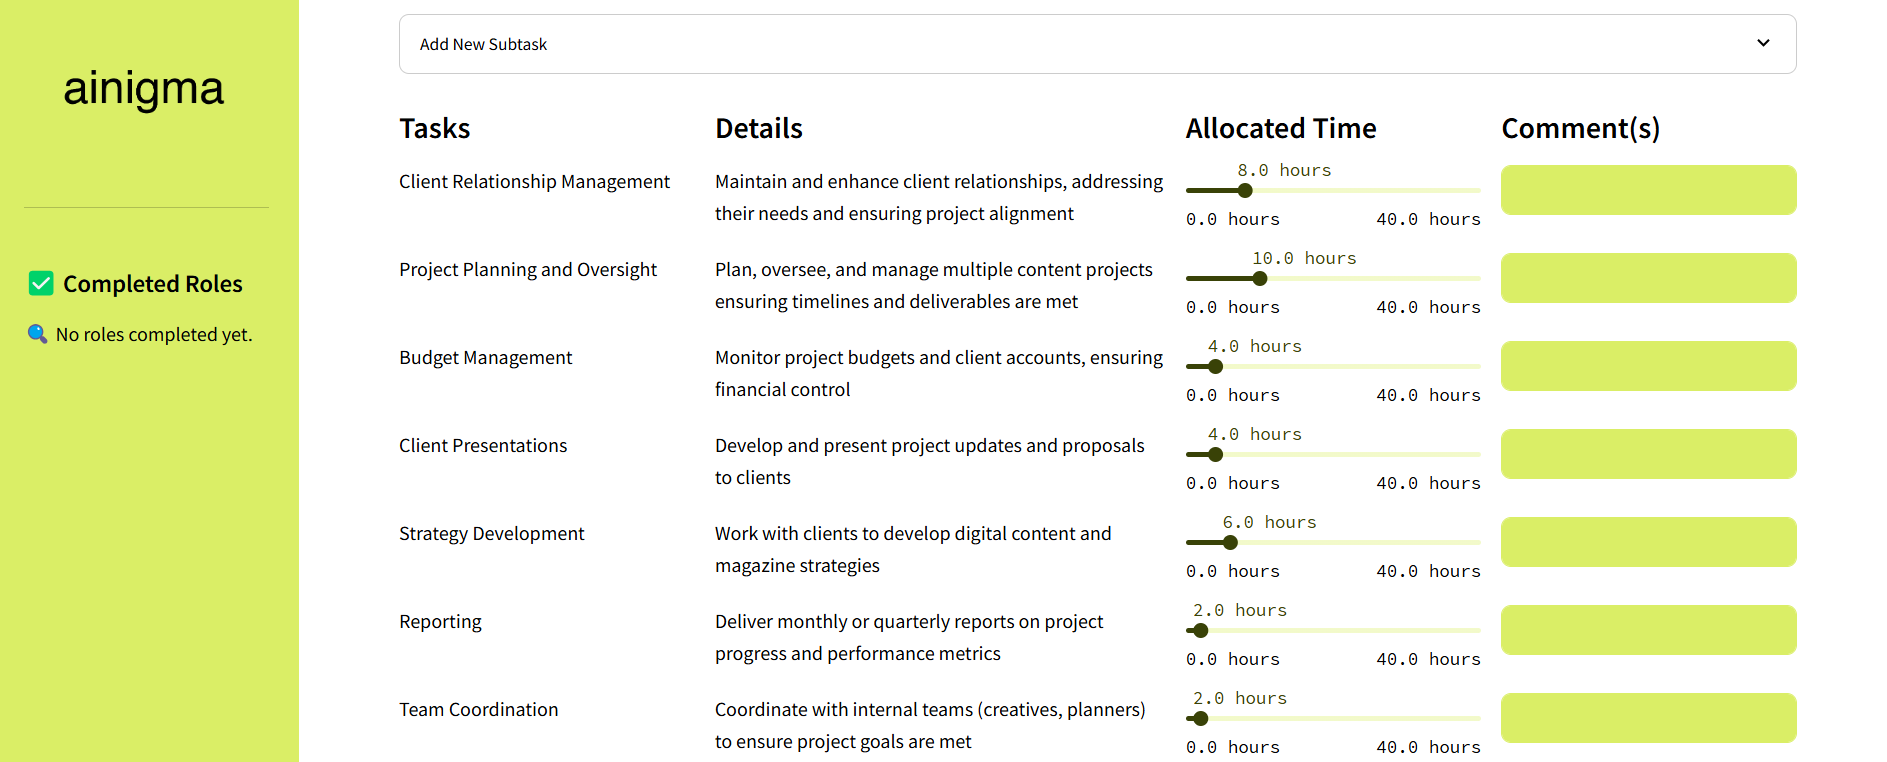 ainigma
Completed Roles
No roles completed yet.
Add New Subtask
Tasks
Details
Allocated Time
Comment(s)
Client Relationship Management
Maintain and enhance client relationships, addressing
their needs and ensuring project alignment
8.0 hours
0.0 hours
40.0 hours
Project Planning and Oversight
Plan, oversee, and manage multiple content projects
ensuring timelines and deliverables are met
10.0 hours
0.0 hours
40.0 hours
Budget Management
Monitor project budgets and client accounts, ensuring
financial control
4.0 hours
0.0 hours
40.0 hours
Client Presentations
Develop and present project updates and proposals
to clients
4.0 hours
0.0 hours
40.0 hours
Strategy Development
Work with clients to develop digital content and
magazine strategies
6.0 hours
0.0 hours
40.0 hours
Reporting
Deliver monthly or quarterly reports on project
progress and performance metrics
2.0 hours
0.0 hours
40.0 hours
Team Coordination
Coordinate with internal teams (creatives, planners)
to ensure project goals are met
2.0 hours
0.0 hours
40.0 hours